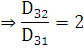 ⇒ D₃₂/D₃₁ = 2